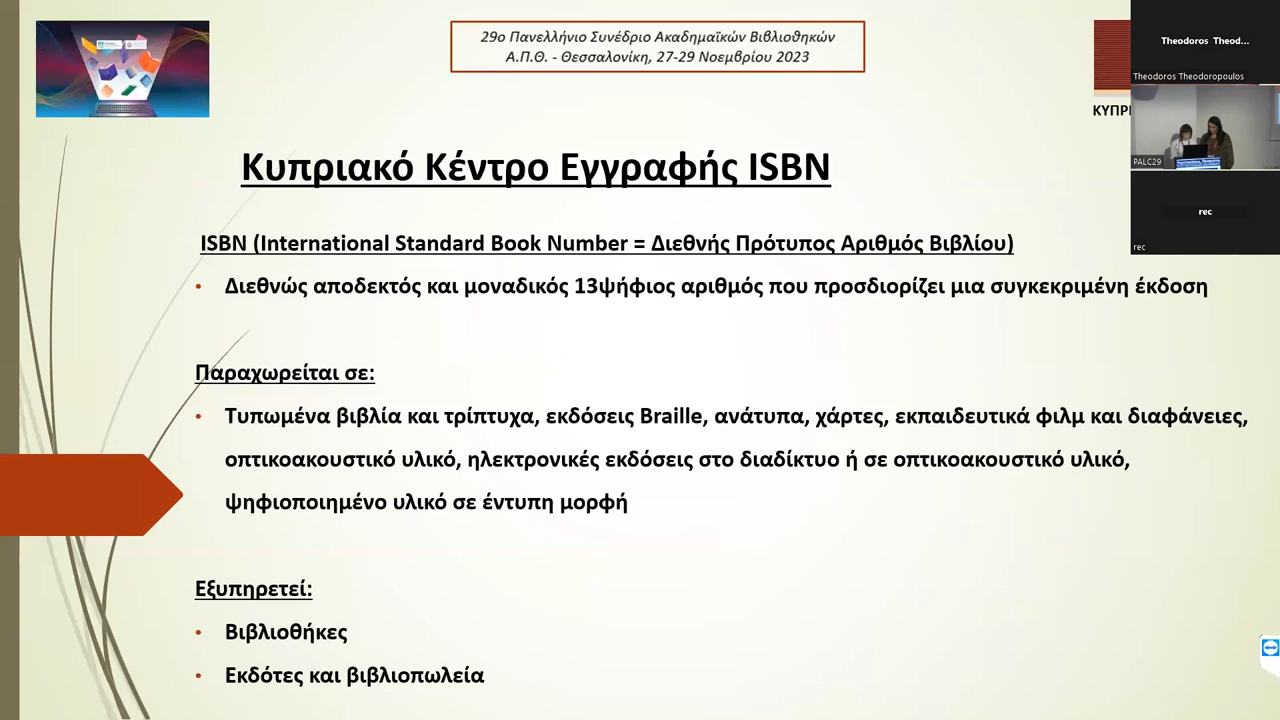 29ο Πανελλήνιο Συνέδριο Ακαδημαϊκών Βιβλιοθηκών
Α.Π.Θ. - Θεσσαλονίκη, 27-29 Νοεμβρίου 2023
Theodoros Theod...
Theodoros Theodoropoulos
ΚΥΠΡΙ
PALC29
rec
rec
Κυπριακό Κέντρο Εγγραφής ISBN
ISBN (International Standard Book Number = Διεθνής Πρότυπος Αριθμός Βιβλίου)
• Διεθνώς αποδεκτός και μοναδικός 13ψήφιος αριθμός που προσδιορίζει μια συγκεκριμένη έκδοση
Παραχωρείται σε:
• Τυπωμένα βιβλία και τρίπτυχα, εκδόσεις Braille, ανάτυπα, χάρτες, εκπαιδευτικά φιλμ και διαφάνειες,
οπτικοακουστικό υλικό, ηλεκτρονικές εκδόσεις στο διαδίκτυο ή σε οπτικοακουστικό υλικό,
ψηφιοποιημένο υλικό σε έντυπη μορφή
Εξυπηρετεί:
• Βιβλιοθήκες
• Εκδότες και βιβλιοπωλεία